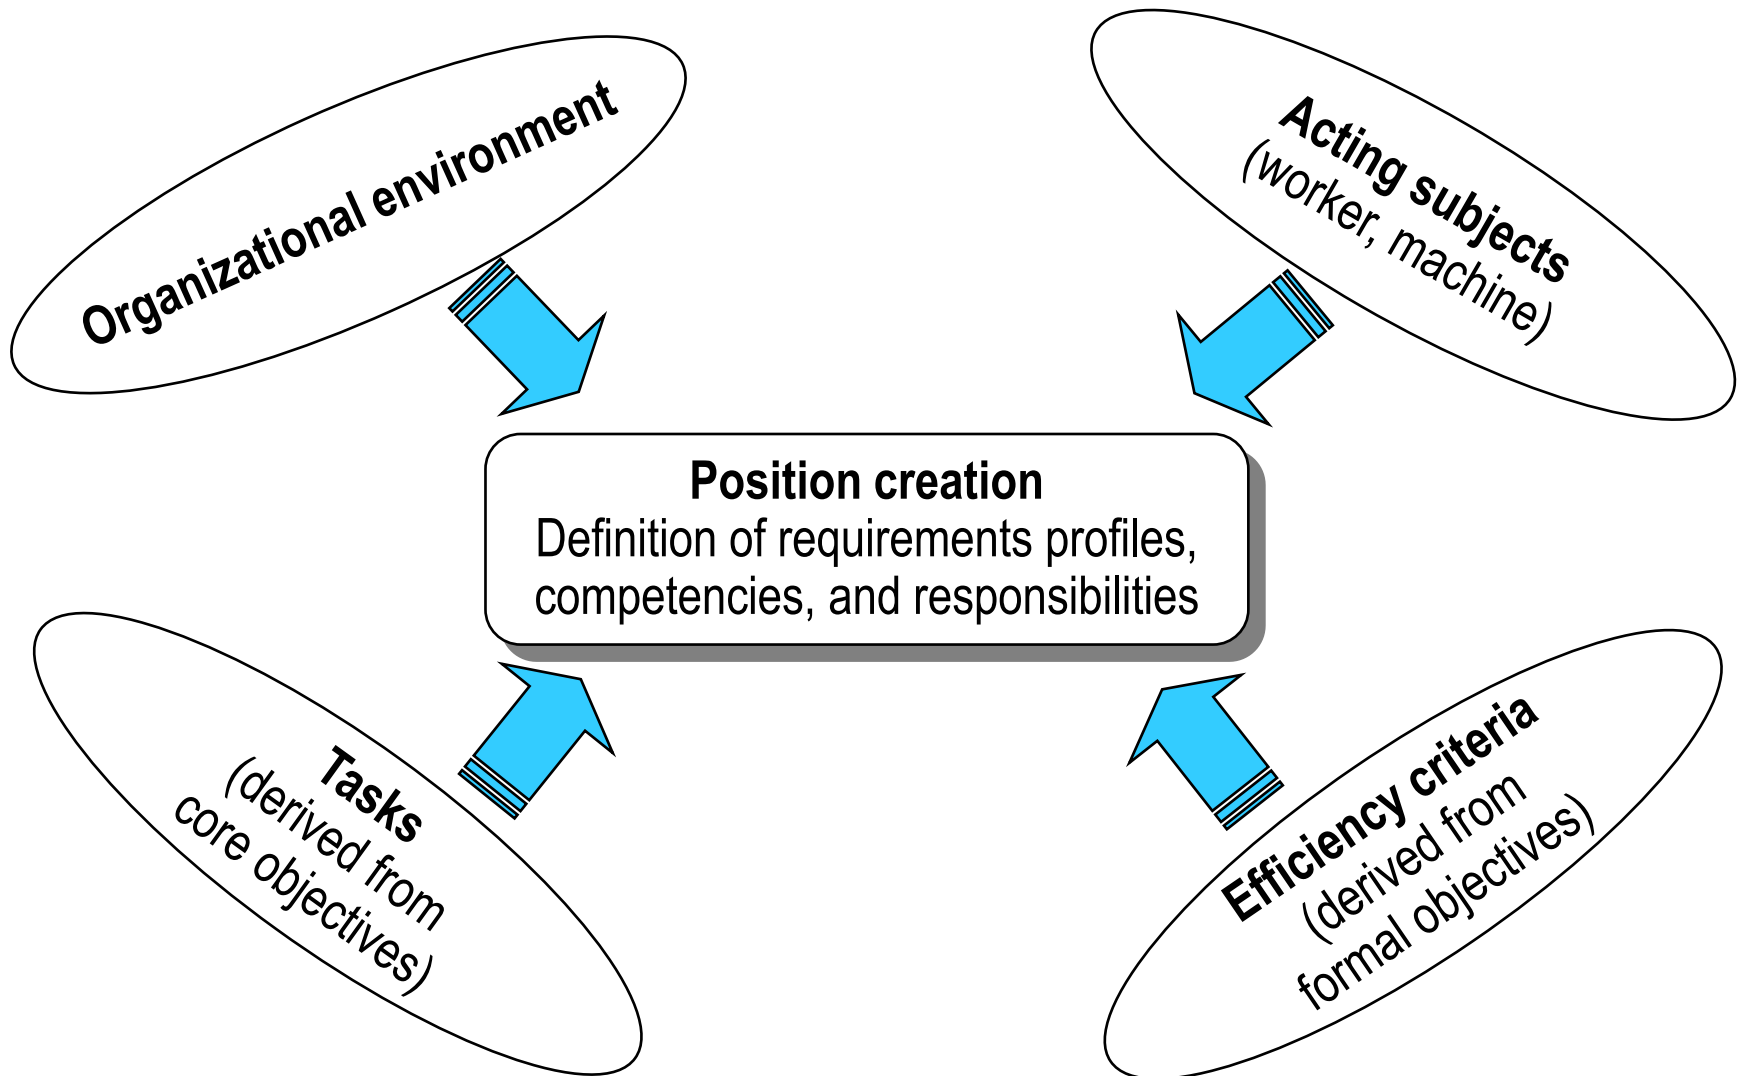 Organizational environment
Acting subjects
(worker, machine)
Position creation
Definition of requirements profiles,
competencies, and responsibilities
Tasks
(derived from
core objectives)
Efficiency criteria
(derived from
formal objectives)